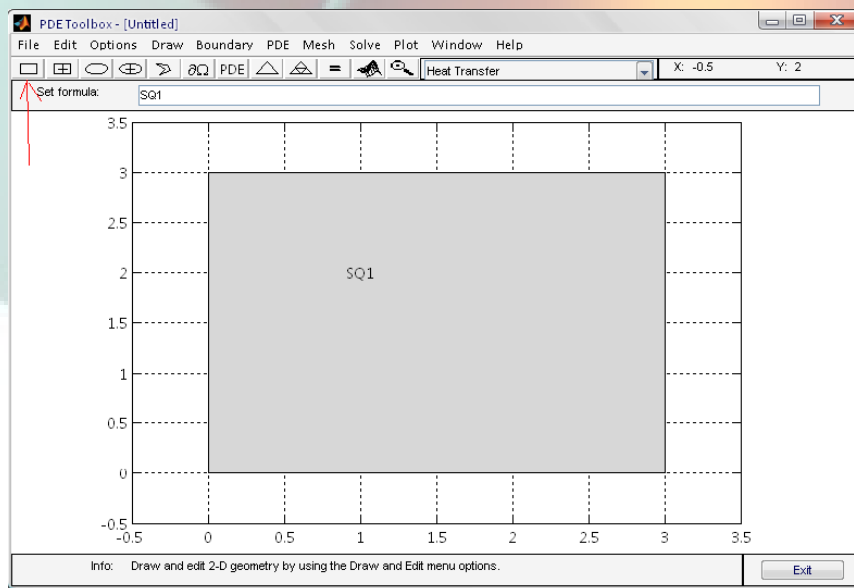 PDE Toolbox - [Untitled]
File Edit Options Draw Boundary PDE Mesh Solve Plot Window Help
∂Ω PDE = Heat Transfer X: -0.5 Y: 2
Set formula: SQ1
3.5
3
2.5
2
1.5
1
0.5
0
-0.5
SQ1
-0.5 0 0.5 1 1.5 2 2.5 3 3.5
Info: Draw and edit 2-D geometry by using the Draw and Edit menu options. Exit